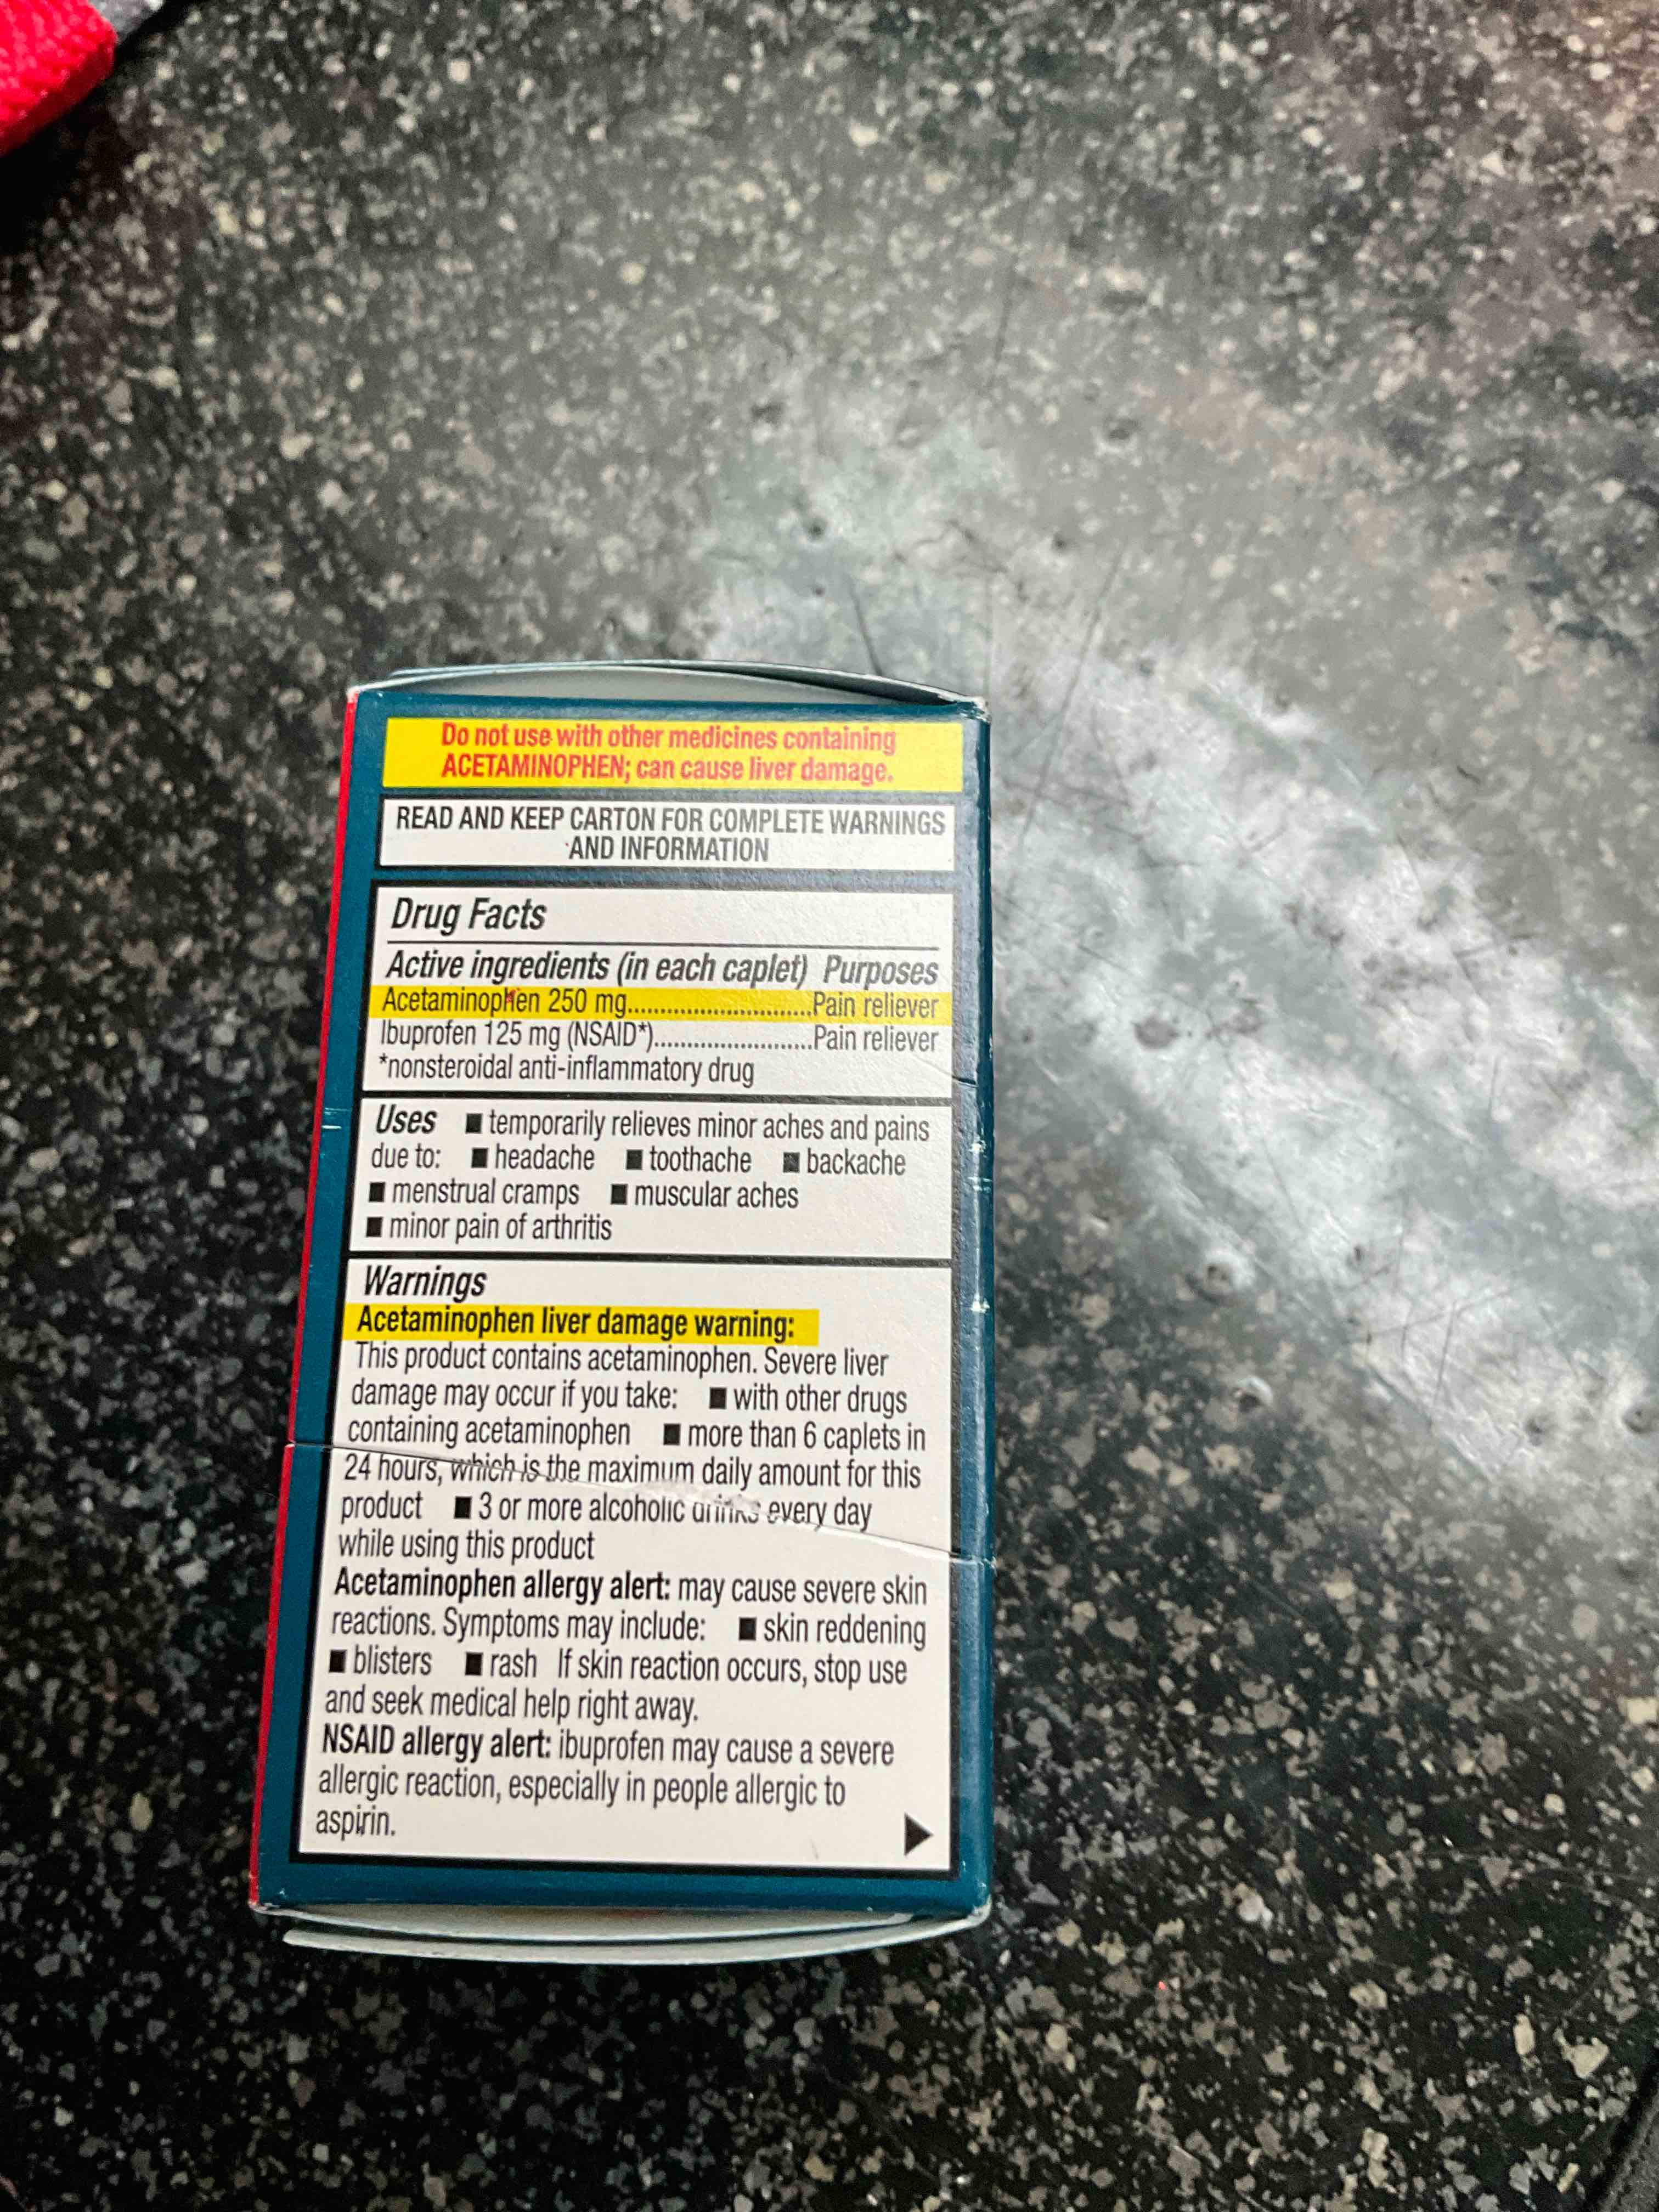 Do not use with other medicines containing
ACETAMINOPHEN; can cause liver damage.
READ AND KEEP CARTON FOR COMPLETE WARNINGS
AND INFORMATION
Drug Facts
Active ingredients (in each caplet) Purposes
Acetaminophen 250 mg............................Pain reliever
Ibuprofen 125 mg (NSAID*)........................Pain reliever
*nonsteroidal anti-inflammatory drug
Uses ■ temporarily relieves minor aches and pains
due to: ■ headache ■ toothache ■ backache
■ menstrual cramps ■ muscular aches
■ minor pain of arthritis
Warnings
Acetaminophen liver damage warning:
This product contains acetaminophen. Severe liver
damage may occur if you take: ■ with other drugs
containing acetaminophen ■ more than 6 caplets in
24 hours, which is the maximum daily amount for this
product ■ 3 or more alcoholic drinks every day
while using this product
Acetaminophen allergy alert: may cause severe skin
reactions. Symptoms may include: ■ skin reddening
■ blisters ■ rash If skin reaction occurs, stop use
and seek medical help right away.
NSAID allergy alert: ibuprofen may cause a severe
allergic reaction, especially in people allergic to
aspirin.